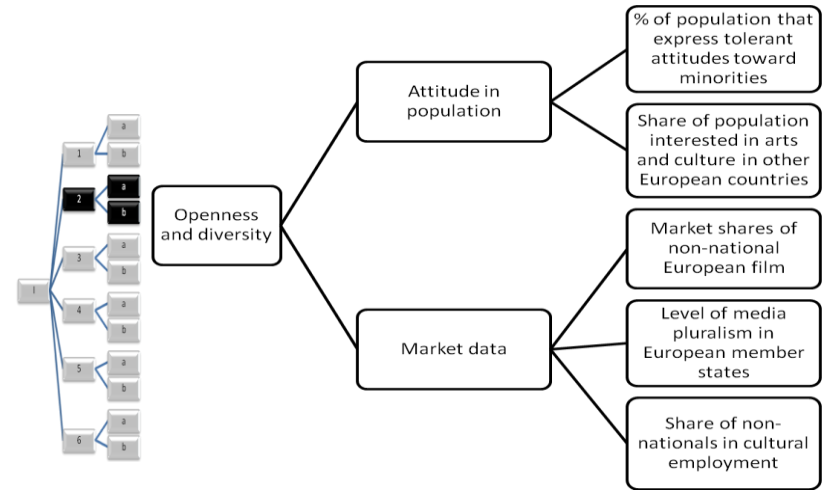 I
1
a
b
2
a
b
3
a
b
4
a
b
5
a
b
6
a
b
Openness
and diversity
Attitude in
population
% of population that
express tolerant
attitudes toward
minorities
Share of population
interested in arts
and culture in other
European countries
Market data
Market shares of
non-national
European film
Level of media
pluralism in
European member
states
Share of non-
nationals in cultural
employment